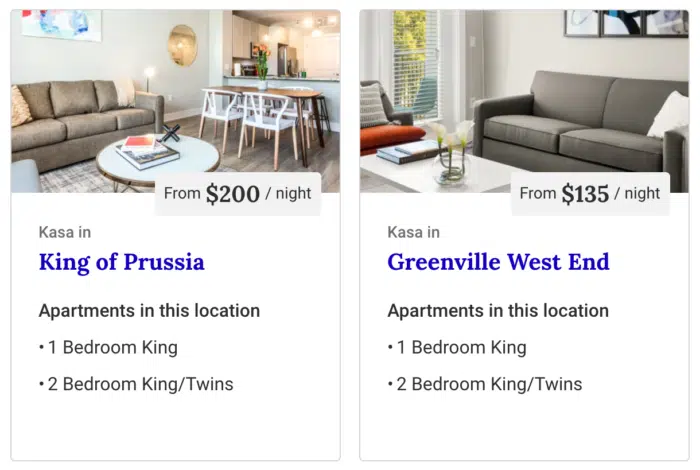 From $200 / night
Kasa in
King of Prussia
Apartments in this location
• 1 Bedroom King
• 2 Bedroom King/Twins
From $135 / night
Kasa in
Greenville West End
Apartments in this location
• 1 Bedroom King
• 2 Bedroom King/Twins